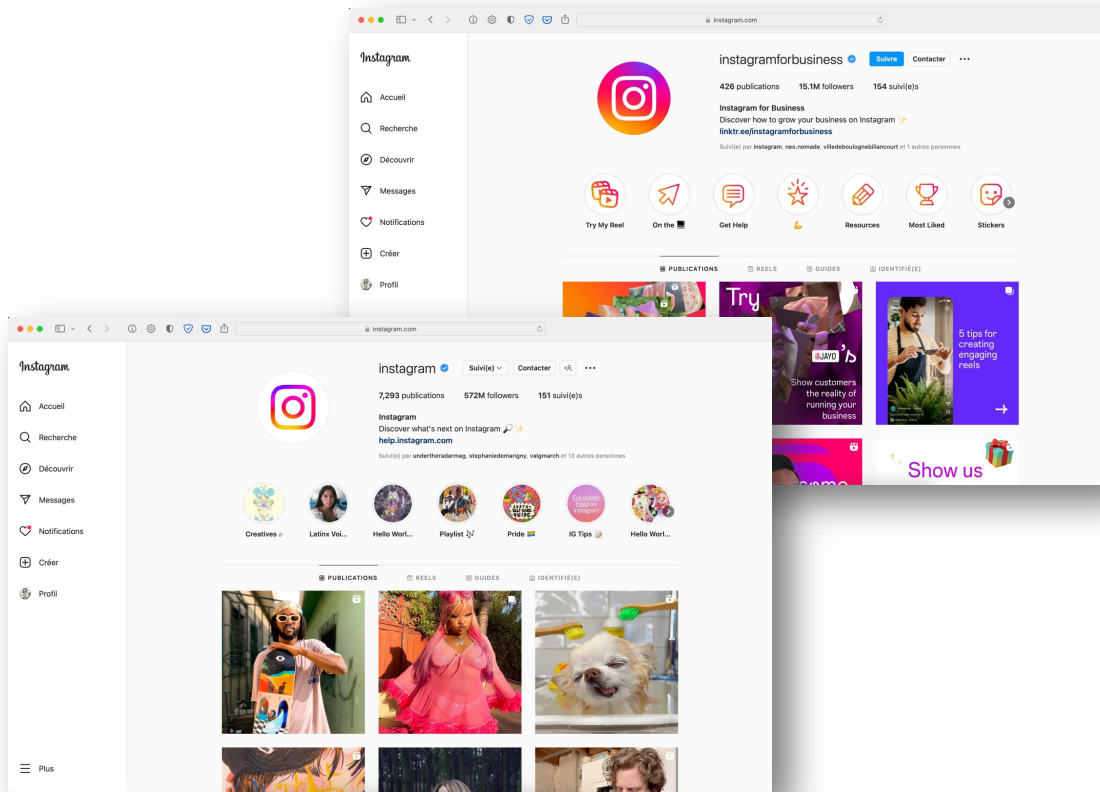 instagram.com
Instagram
instagramforbusiness
Suivre
Contacter
426 publications 15.1M followers 154 suivi(e)s
Instagram for Business
Discover how to grow your business on Instagram ✨
linktr.ee/instagramforbusiness
Suivi(e) par instagram, neo.nomade, villedeboulognebillancourt et 1 autres personnes
Accueil
Recherche
Découvrir
Messages
Notifications
Créer
Profil
Try My Reel
On the 💻
Get Help
💪
Resources
Most Liked
Stickers
PUBLICATIONS
REELS
GUIDES
IDENTIFIÉ(E)
Try
@JAYO 's
Show customers
the reality of
running your
business
5 tips for
creating
engaging
reels
Show us
instagram.com
Instagram
instagram
Suivi(e)
Contacter
7,293 publications 572M followers 151 suivi(e)s
Instagram
Discover what's next on Instagram 🔎✨
help.instagram.com
Suivi(e) par undertheradarmag, stephaniedemarigny, valgmarch et 13 autres personnes
Accueil
Recherche
Découvrir
Messages
Notifications
Créer
Profil
Plus
Full screen
Feed on
Instagram
Creatives
Latinx Voi...
Hello Worl...
Playlist 🎶
Pride 🏳️‍🌈
IG Tips 📝
Hello Worl...
PUBLICATIONS
REELS
GUIDES
IDENTIFIÉ(E)